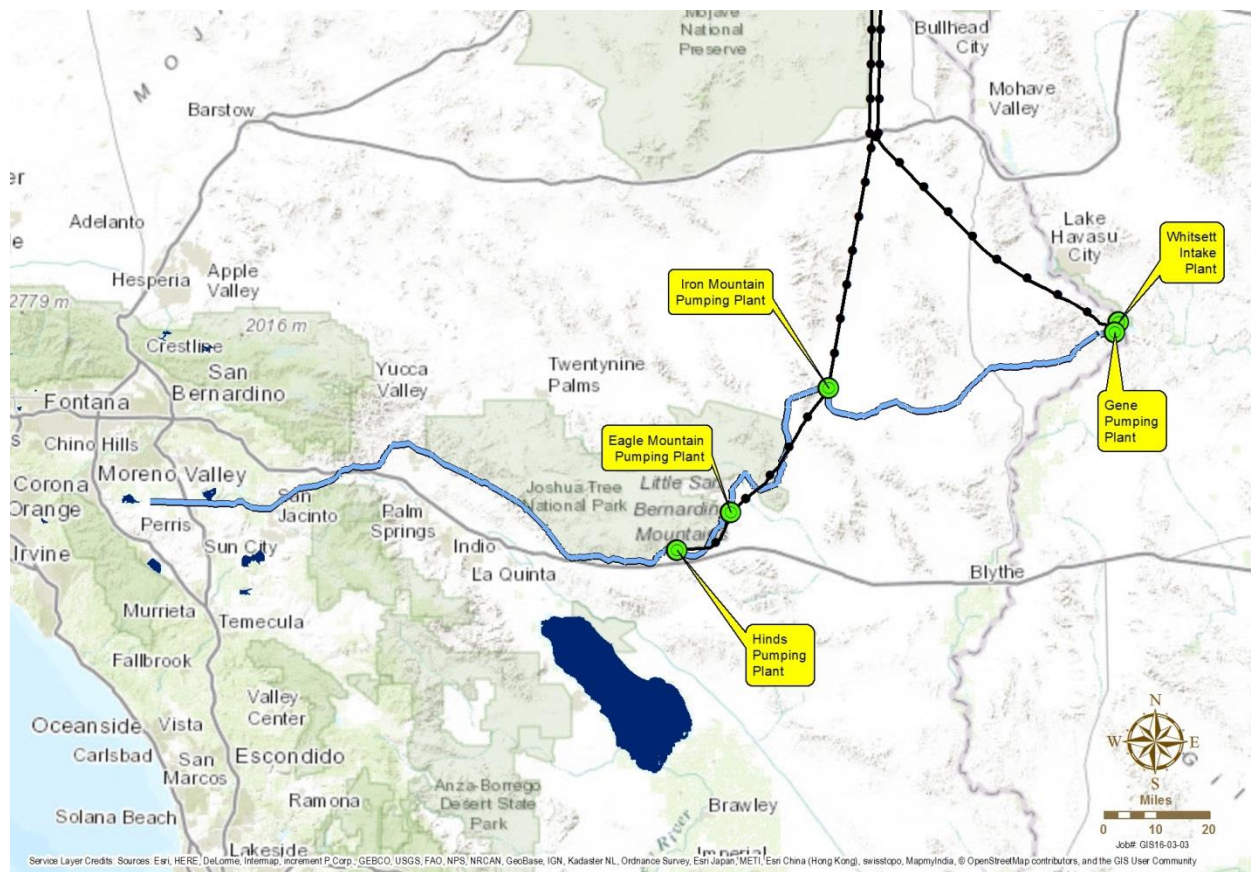 Mojave
National
Preserve
Bullhead
City
M O J
Mohave
Valley
Barstow
er
Adelanto
e
Lake
Havasu
City
Whitsett
Intake
Plant
Hesperia
Apple
Valley
Iron Mountain
Pumping Plant
2779 m
2016 m
Crestline
San
Bernardino
Yucca
Valley
Twentynine
Palms
Fontana
Gene
Pumping
Plant
s
Chino Hills
Eagle Mountain
Pumping Plant
Moreno Valley
Corona
Orange
San
Jacinto
Joshua Tree
National Park
Little San
Bernardino
Mountains
Perris
Palm
Springs
Irvine
Sun City
Indio
La Quinta
Blythe
Murrieta
Temecula
Hinds
Pumping
Plant
Fallbrook
Valley
Center
Oceanside
Vista
Carlsbad
San
Marcos
Escondido
N
W
E
S
G
Ramona
Anza-Borrego
Desert State
Park
Brawley
River
Solana Beach
Lakeside
Imperial
Miles
0 10 20
Job#: GIS16-03-03
Service Layer Credits: Sources: Esri, HERE, DeLorme, Intermap, increment P Corp., GEBCO, USGS, FAO, NPS, NRCAN, GeoBase, IGN, Kadaster NL, Ordnance Survey, Esri Japan, METI, Esri China (Hong Kong), swisstopo, MapmyIndia, © OpenStreetMap contributors, and the GIS User Community